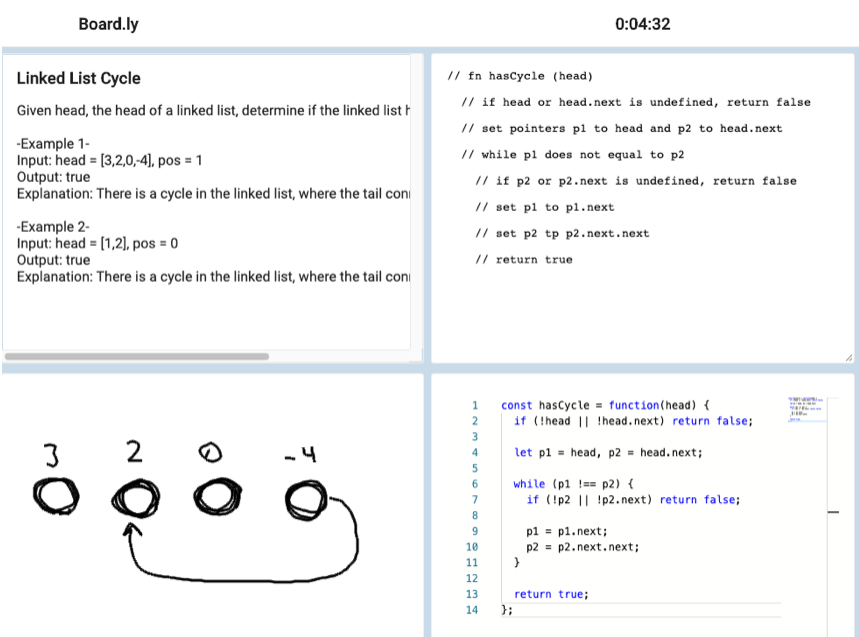 Board.ly
0:04:32
Linked List Cycle
Given head, the head of a linked list, determine if the linked list
-Example 1-
Input: head = [3,2,0,-4], pos = 1
Output: true
Explanation: There is a cycle in the linked list, where the tail
-Example 2-
Input: head = [1,2], pos = 0
Output: true
Explanation: There is a cycle in the linked list, where the tail
// fn hasCycle (head)
// if head or head.next is undefined, return false
// set pointers p1 to head and p2 to head.next
// while p1 does not equal to p2
// if p2 or p2.next is undefined, return false
// set p1 to p1.next
// set p2 tp p2.next.next
// return true
3 2 0 -4
1 const hasCycle = function(head) {
2 if (!head || !head.next) return false;
3
4 let p1 = head, p2 = head.next;
5
6 while (p1 !== p2) {
7 if (!p2 || !p2.next) return false;
8
9 p1 = p1.next;
10 p2 = p2.next.next;
11 }
12
13 return true;
14 };